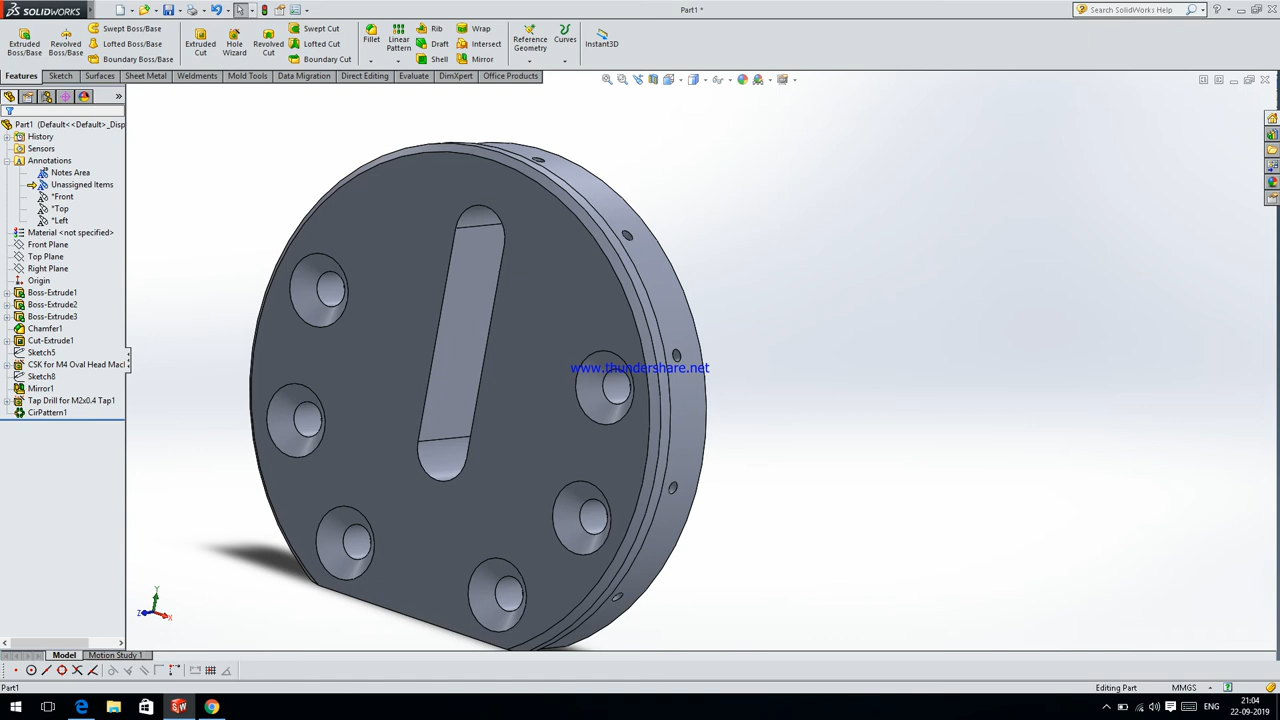 SOLIDWORKS
Part1 *
Search SolidWorks Help
Extruded Boss/Base
Revolved Boss/Base
Swept Boss/Base
Lofted Boss/Base
Boundary Boss/Base
Extruded Cut
Hole Wizard
Revolved Cut
Swept Cut
Lofted Cut
Boundary Cut
Fillet
Linear Pattern
Rib
Draft
Shell
Wrap
Intersect
Mirror
Reference Geometry
Curves
Instant3D
Features Sketch Surfaces Sheet Metal Weldments Mold Tools Data Migration Direct Editing Evaluate DimXpert Office Products
Part1 (Default<<Default>_Disp
History
Sensors
Annotations
Notes Area
Unassigned Items
*Front
*Top
*Left
Material <not specified>
Front Plane
Top Plane
Right Plane
Origin
Boss-Extrude1
Boss-Extrude2
Boss-Extrude3
Chamfer1
Cut-Extrude1
Sketch5
CSK for M4 Oval Head Macl
Sketch8
Mirror1
Tap Drill for M2x0.4 Tap1
CirPattern1
www.thundershare.net
Y
Z
X
Model Motion Study 1
Part1
Editing Part
MMGS
ENG
21:04
22-09-2019